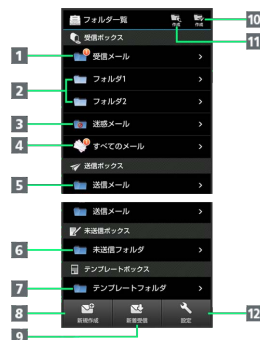 フォルダ一覧
作成
作成
10
11
受信ボックス
1
受信メール
2
フォルダ1
フォルダ2
3
迷惑メール
4
すべてのメール
送信ボックス
5
送信メール
送信メール
未送信ボックス
6
未送信フォルダ
テンプレートボックス
7
テンプレートフォルダ
8
新規作成
新着受信
設定
12
9